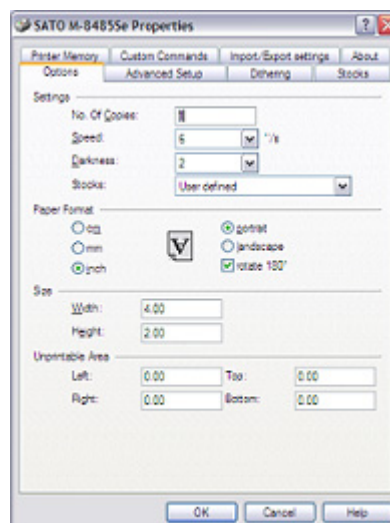 SATO M-8485Se Properties
Printer Memory Custom Commands Import/Export settings About
Options Advanced Setup Dithering Stocks
Settings
No. Of Copies:
Speed: 6 "/s
Darkness: 2
Stocks: User defined
Paper Format
cm
mm
inch
portrait
landscape
rotate 180°
Size
Width: 4.00
Height: 2.00
Unprintable Area
Left: 0.00 Top: 0.00
Right: 0.00 Bottom: 0.00
OK Cancel Help